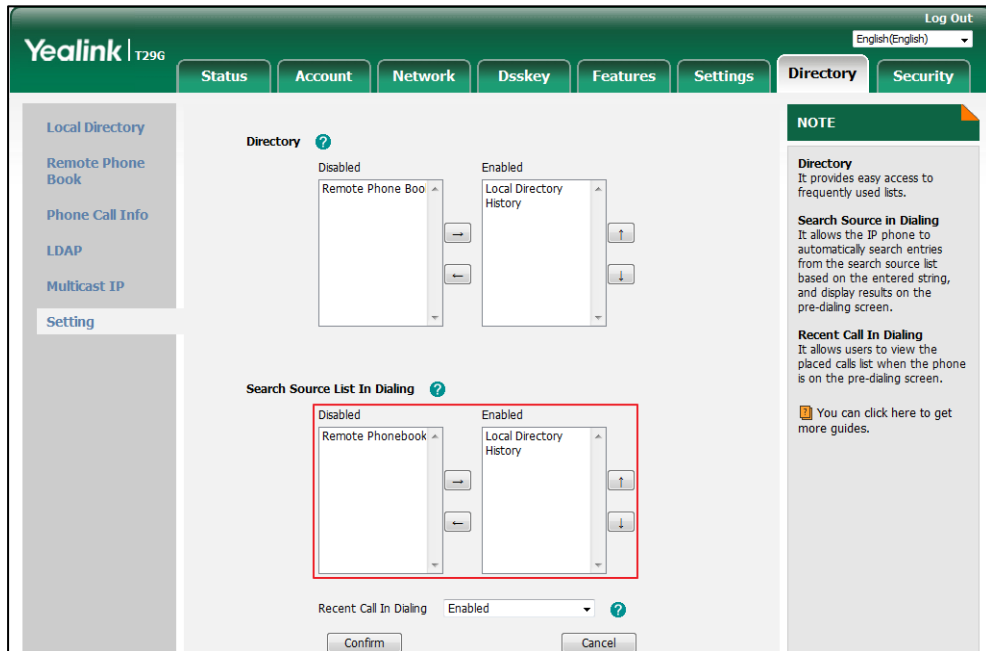 Log Out
Yealink T29G
English(English)
Status Account Network Dsskey Features Settings Directory Security
Local Directory
Remote Phone
Book
Phone Call Info
LDAP
Multicast IP
Setting
Directory ?
Disabled Enabled
Remote Phone Boo Local Directory
History
→ ↑
← ↓
Search Source List In Dialing ?
Disabled Enabled
Remote Phonebook Local Directory
History
→ ↑
← ↓
Recent Call In Dialing Enabled ?
Confirm Cancel
NOTE
Directory
It provides easy access to
frequently used lists.
Search Source in Dialing
It allows the IP phone to
automatically search entries
from the search source list
based on the entered string,
and display results on the
pre-dialing screen.
Recent Call In Dialing
It allows users to view the
placed calls list when the phone
is on the pre-dialing screen.
? You can click here to get
more guides.